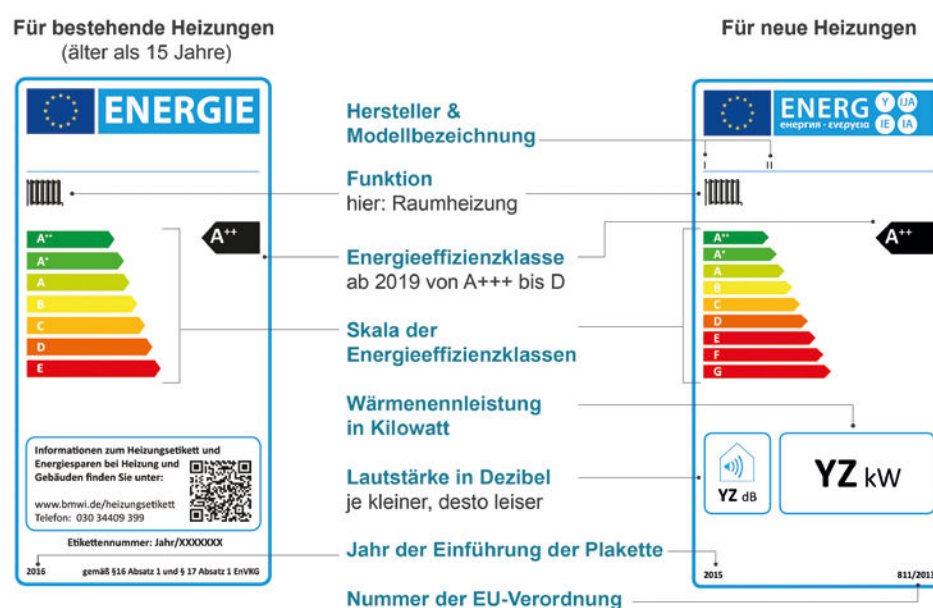 Für bestehende Heizungen
(älter als 15 Jahre)
ENERGIE
A++
A++
A+
A
B
C
D
E
Informationen zum Heizungsetikett und
Energiesparen bei Heizung und
Gebäuden finden Sie unter:
www.bmwi.de/heizungsetikett
Telefon: 030 34409 399
Etikettennummer: Jahr/XXXXXXX
2016
gemäß §16 Absatz 1 und § 17 Absatz 1 EnVKG
Hersteller &
Modellbezeichnung
Funktion
hier: Raumheizung
Energieeffizienzklasse
ab 2019 von A+++ bis D
Skala der
Energieeffizienzklassen
Wärmenennleistung
in Kilowatt
Lautstärke in Dezibel
je kleiner, desto leiser
Jahr der Einführung der Plakette
Nummer der EU-Verordnung
Für neue Heizungen
ENERG
енергия · ενεργεια
Y IJA
IE IA
I II
A++
A++
A+
A
B
C
D
E
F
G
YZ dB
YZ kW
2015
811/2013